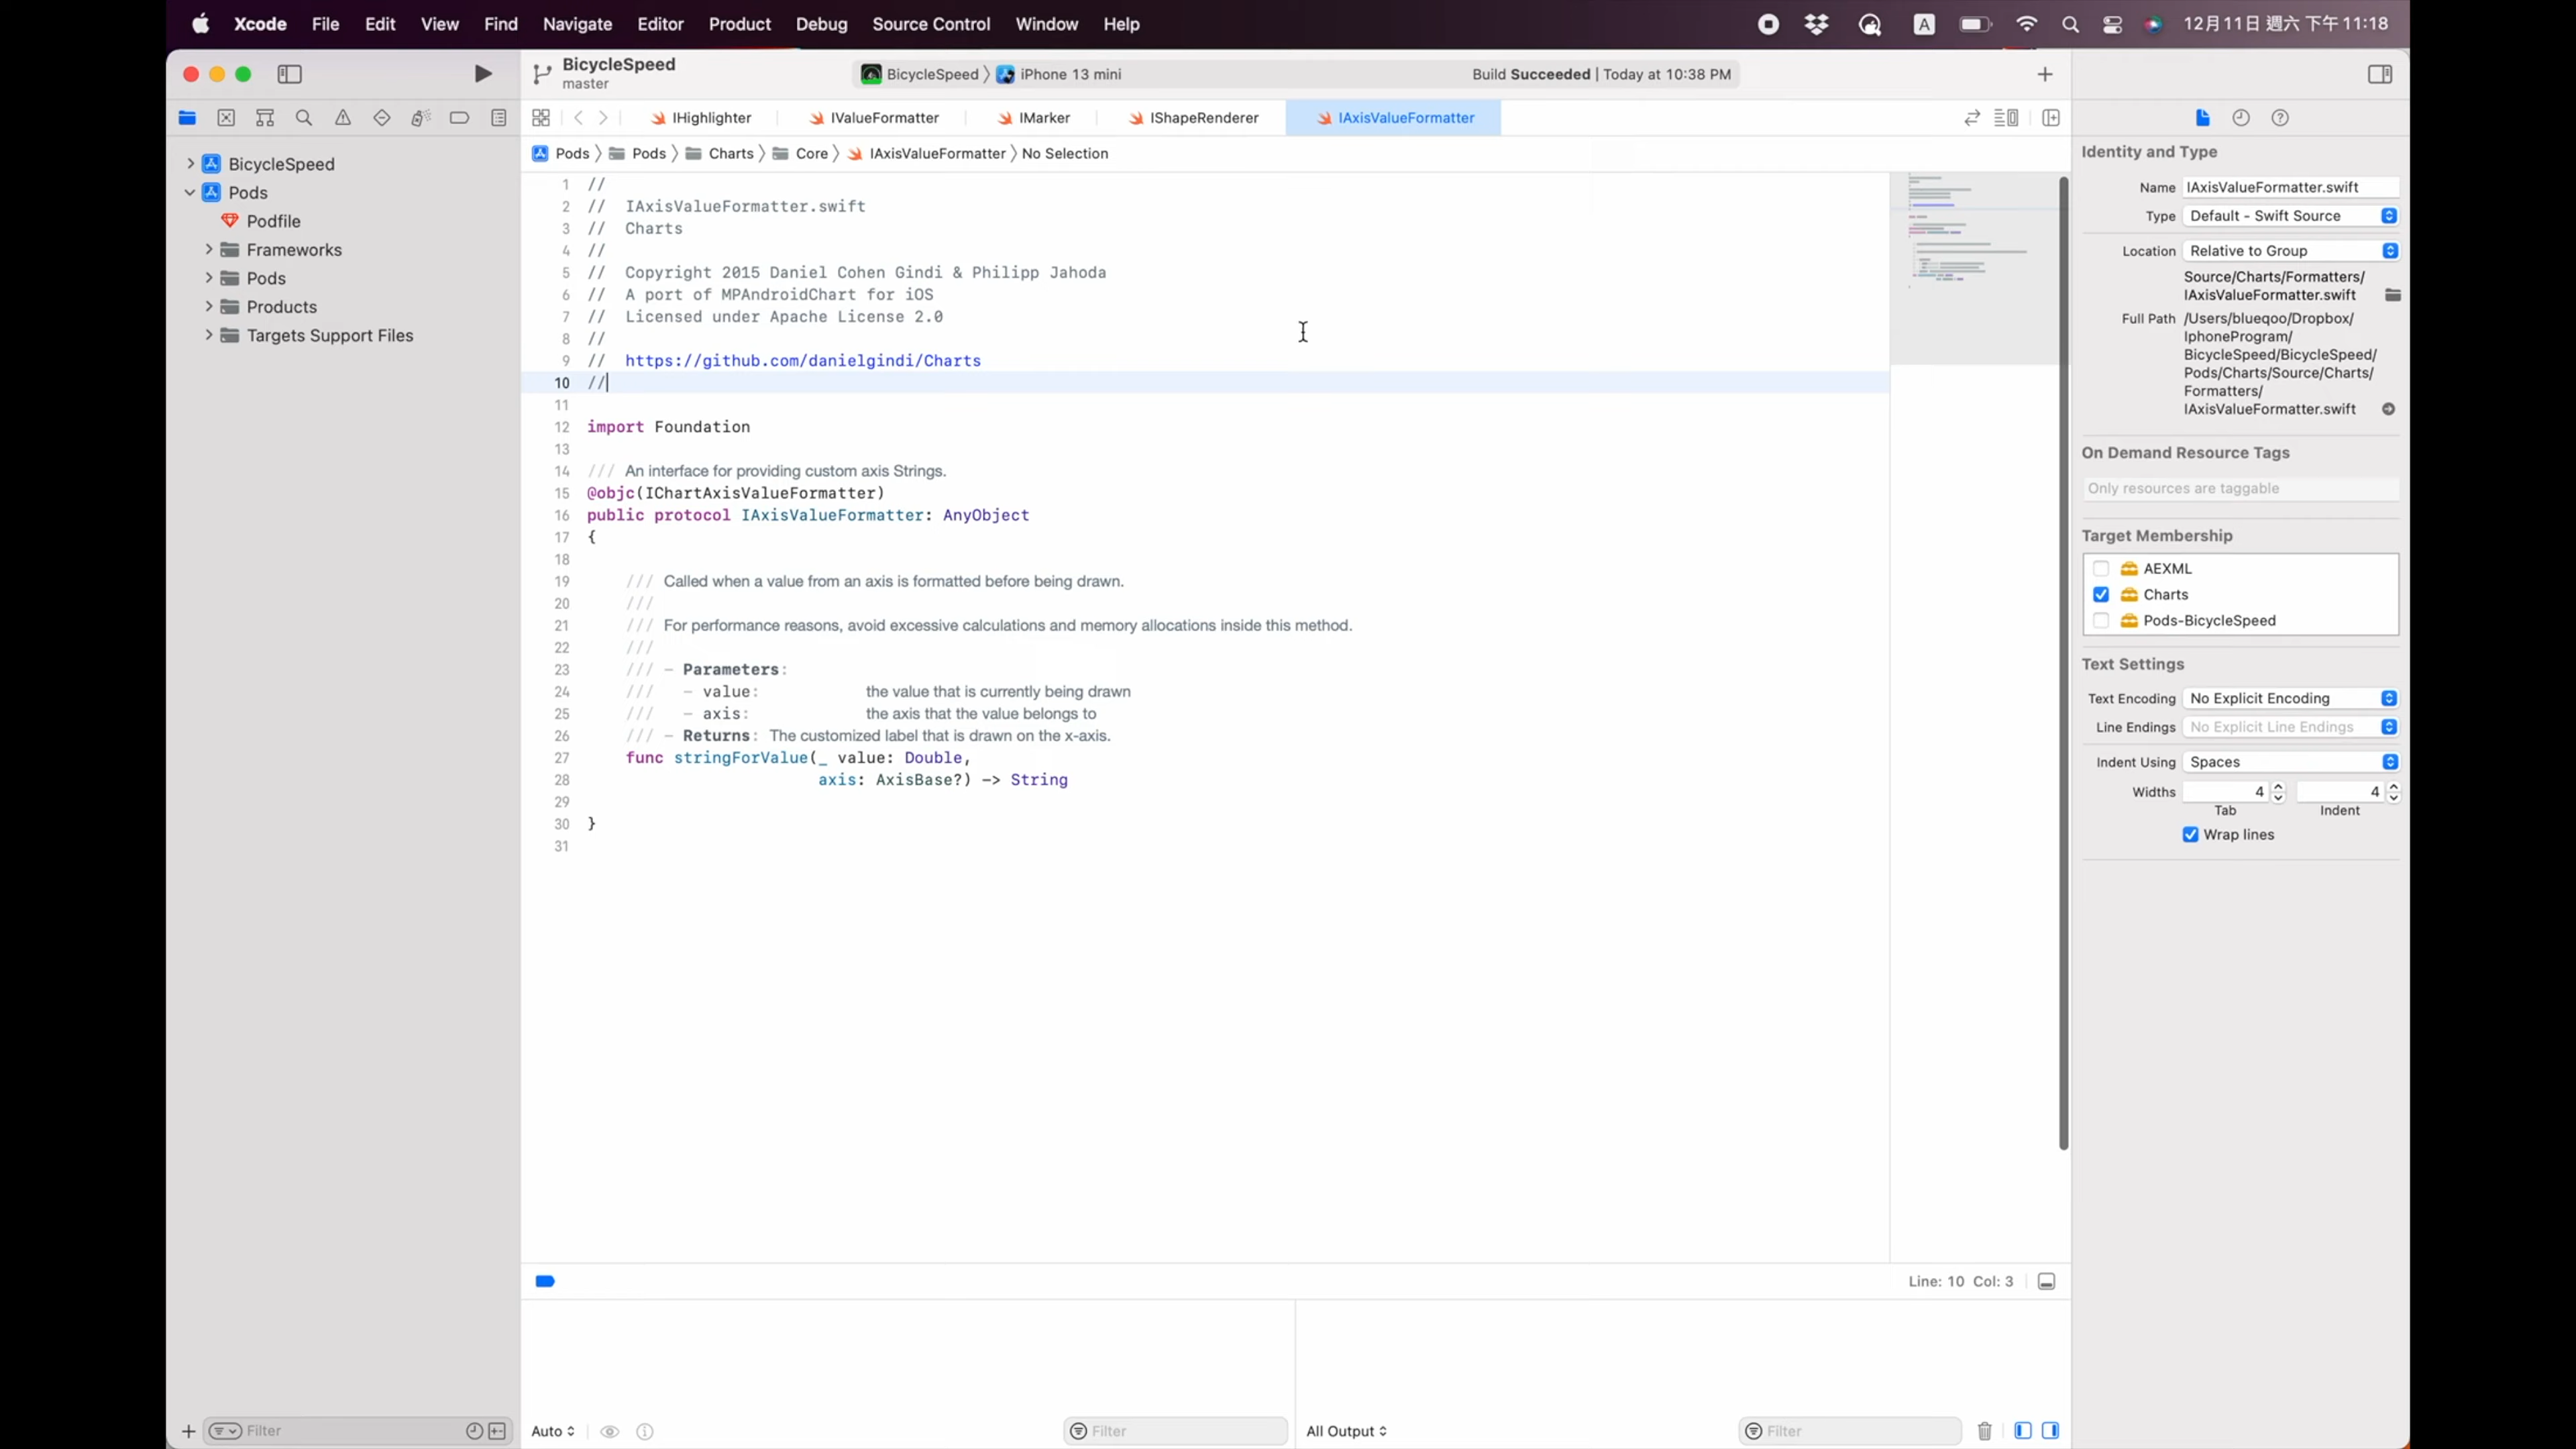 Xcode File Edit View Find Navigate Editor Product Debug Source Control Window Help A 12月11日 週六 下午11:18
BicycleSpeed
master
BicycleSpeed iPhone 13 mini Build Succeeded | Today at 10:38 PM
IHighlighter IValueFormatter IMarker IShapeRenderer IAxisValueFormatter
Pods Pods Charts Core IAxisValueFormatter No Selection
BicycleSpeed
Pods
Podfile
Frameworks
Pods
Products
Targets Support Files
1 //
2 //  IAxisValueFormatter.swift
3 //  Charts
4 //
5 //  Copyright 2015 Daniel Cohen Gindi & Philipp Jahoda
6 //  A port of MPAndroidChart for iOS
7 //  Licensed under Apache License 2.0
8 //
9 //  https://github.com/danielgindi/Charts
10 //
11
12 import Foundation
13
14 /// An interface for providing custom axis Strings.
15 @objc(IChartAxisValueFormatter)
16 public protocol IAxisValueFormatter: AnyObject
17 {
18
19     /// Called when a value from an axis is formatted before being drawn.
20     ///
21     /// For performance reasons, avoid excessive calculations and memory allocations inside this method.
22     ///
23     /// - Parameters:
24     ///   - value:           the value that is currently being drawn
25     ///   - axis:            the axis that the value belongs to
26     /// - Returns: The customized label that is drawn on the x-axis.
27     func stringForValue(_ value: Double,
28                         axis: AxisBase?) -> String
29
30 }
31
Identity and Type
Name IAxisValueFormatter.swift
Type Default - Swift Source
Location Relative to Group
Source/Charts/Formatters/
IAxisValueFormatter.swift
Full Path /Users/blueqoo/Dropbox/
IphoneProgram/
BicycleSpeed/BicycleSpeed/
Pods/Charts/Source/Charts/
Formatters/
IAxisValueFormatter.swift
On Demand Resource Tags
Only resources are taggable
Target Membership
AEXML
Charts
Pods-BicycleSpeed
Text Settings
Text Encoding No Explicit Encoding
Line Endings No Explicit Line Endings
Indent Using Spaces
Widths 4 4
Tab Indent
Wrap lines
Line: 10 Col: 3
Filter Auto Filter All Output Filter